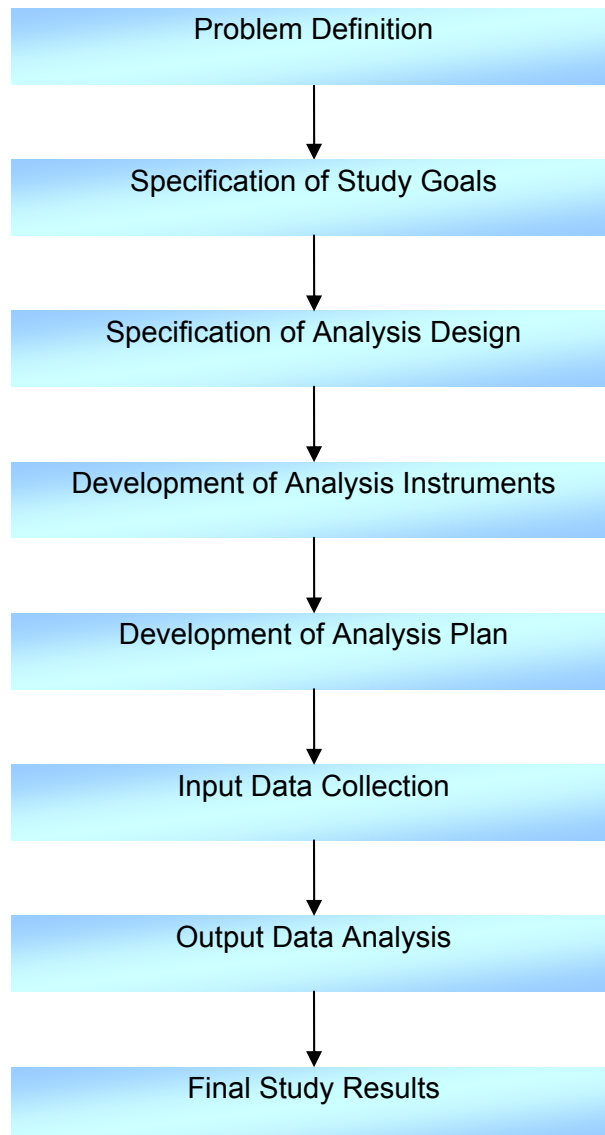 Problem Definition
Specification of Study Goals
Specification of Analysis Design
Development of Analysis Instruments
Development of Analysis Plan
Input Data Collection
Output Data Analysis
Final Study Results